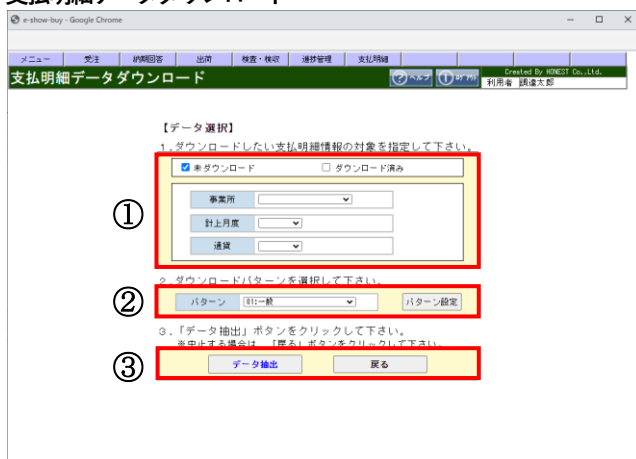 支払明細データダウンロード
e-show-buy - Google Chrome
メニュー 受注 納期回答 出荷 検査・検収 進捗管理 支払明細
支払明細データダウンロード
ヘルプ
Created By HONEST Co.,Ltd.
利用者 調達太郎
【データ選択】
1.ダウンロードしたい支払明細情報の対象を指定して下さい。
未ダウンロード ダウンロード済み
①
事業所
計上月度
通貨
2.ダウンロードパターンを選択して下さい。
②
パターン 01:一般 パターン設定
3.「データ抽出」ボタンをクリックして下さい。
※中止する場合は、「戻る」ボタンをクリックして下さい。
③
データ抽出 戻る